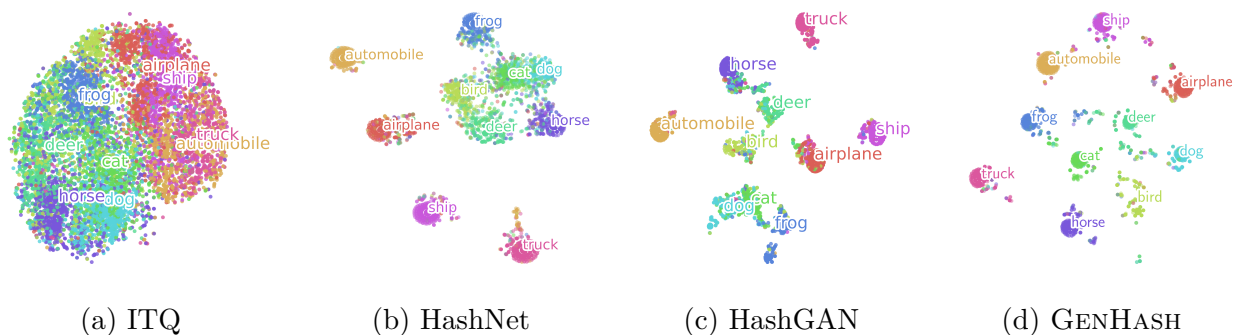 airplane
ship
frog
deer
cat
truck
automobile
horse
dog
(a) ITQ
frog
automobile
cat
dog
bird
airplane
deer
horse
ship
truck
(b) HashNet
truck
horse
deer
automobile
bird
ship
airplane
dog
cat
frog
(c) HashGAN
ship
automobile
airplane
frog
deer
cat
dog
truck
bird
horse
(d) GENHASH